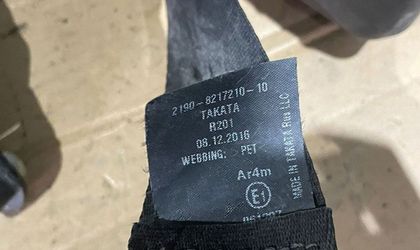 2190-8217210-10
TAKATA
R201
08.12.2016
WEBBING: PET
Ar4m
E1
MADE IN TAKATA Rus LLC